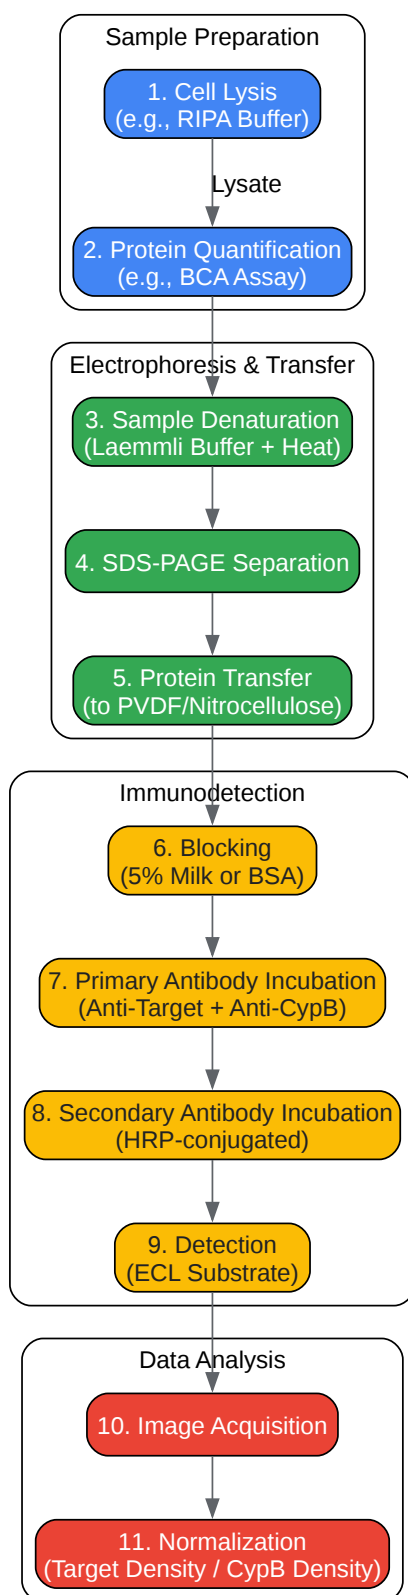 Sample Preparation
1. Cell Lysis
(e.g., RIPA Buffer)
Lysate
2. Protein Quantification
(e.g., BCA Assay)
Electrophoresis & Transfer
3. Sample Denaturation
(Laemmli Buffer + Heat)
4. SDS-PAGE Separation
5. Protein Transfer
(to PVDF/Nitrocellulose)
Immunodetection
6. Blocking
(5% Milk or BSA)
7. Primary Antibody Incubation
(Anti-Target + Anti-CypB)
8. Secondary Antibody Incubation
(HRP-conjugated)
9. Detection
(ECL Substrate)
Data Analysis
10. Image Acquisition
11. Normalization
(Target Density / CypB Density)